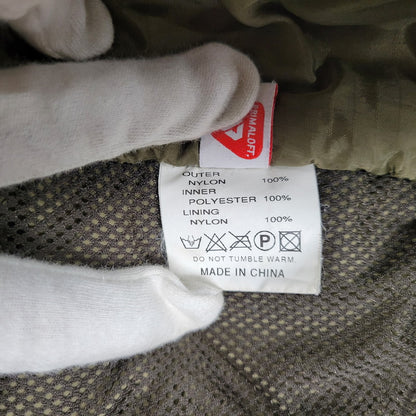 PRIMALOFT.
OUTER
NYLON 100%
INNER
POLYESTER 100%
LINING
NYLON 100%
P
DO NOT TUMBLE WARM
MADE IN CHINA